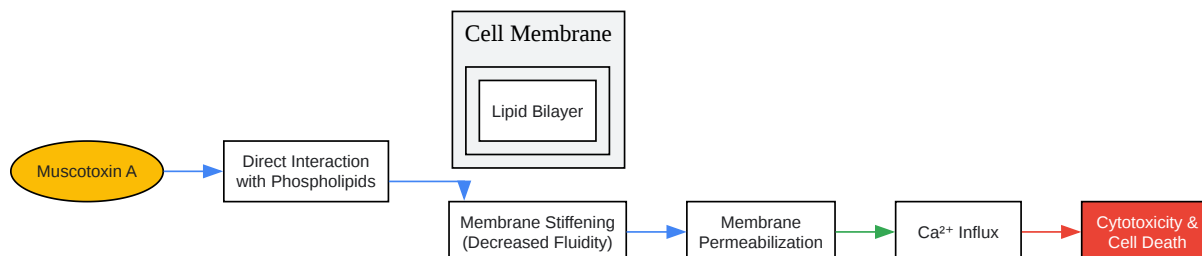 Cell Membrane
Lipid Bilayer
Muscotoxin A
Direct Interaction
with Phospholipids
Membrane Stiffening
(Decreased Fluidity)
Membrane
Permeabilization
Ca²⁺ Influx
Cytotoxicity &
Cell Death